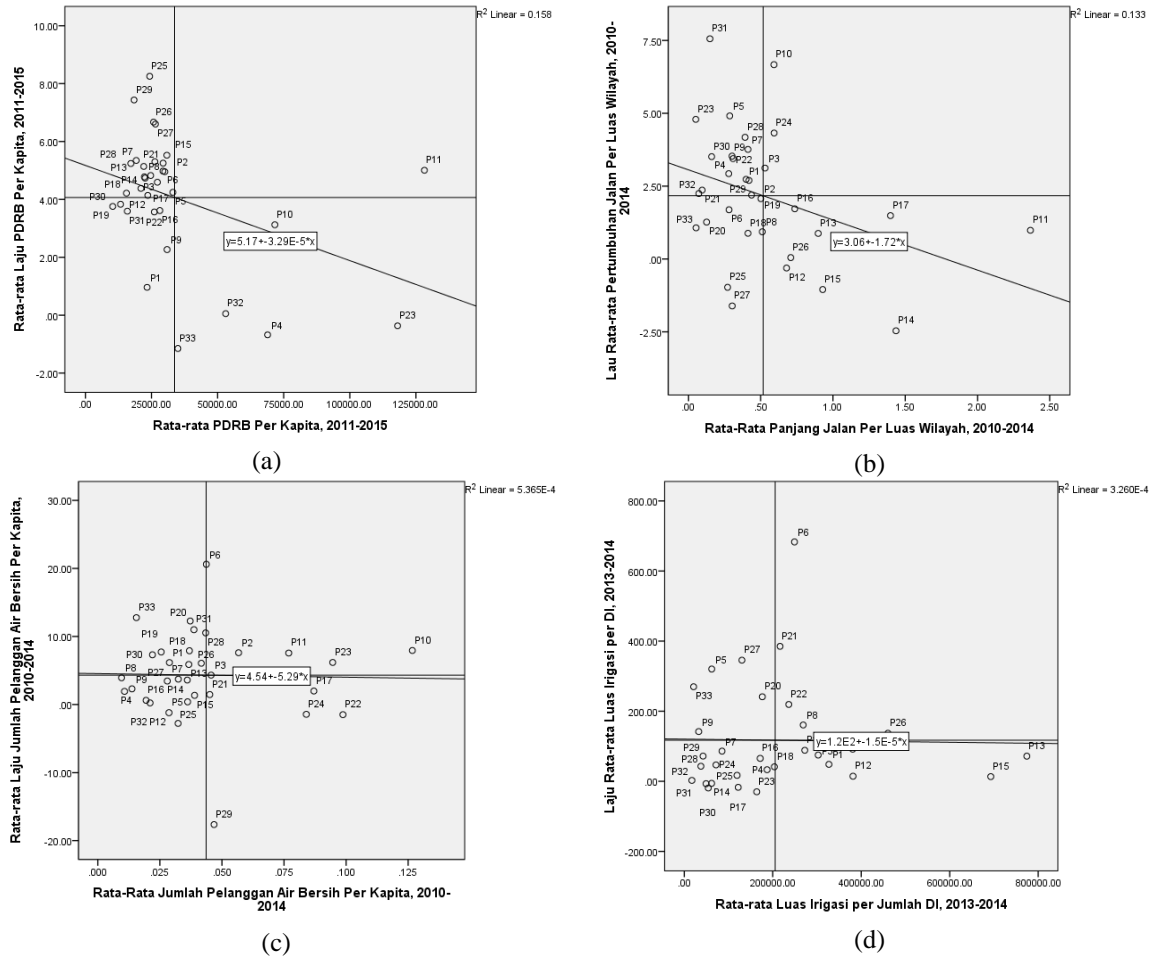 R2 Linear = 0.158
Rata-rata Laju PDRB Per Kapita, 2011-2015
10.00
8.00
6.00
4.00
2.00
.00
-2.00
P25
P29
P26
P27
P15
P28
P7
P21
P2
P13
P8
P11
P14
P6
P18
P3
P30
P12
P17
P5
P19
P31
P22
P16
P10
P9
y=5.17+-3.29E-5*x
P1
P32
P4
P23
P33
.00
25000.00
50000.00
75000.00
100000.00
125000.00
Rata-rata PDRB Per Kapita, 2011-2015
(a)
R2 Linear = 0.133
Lau Rata-rata Pertumbuhan Jalan Per Luas Wilayah, 2010-
2014
7.50
5.00
2.50
.00
-2.50
P31
P10
P23
P5
P24
P28
P7
P30
P9
P22
P3
P4
P1
P32
P29
P2
P21
P19
P16
P17
P33
P6
P20
P18
P8
P13
P11
y=3.06+-1.72*x
P26
P12
P25
P15
P27
P14
.00
.50
1.00
1.50
2.00
2.50
Rata-Rata Panjang Jalan Per Luas Wilayah, 2010-2014
(b)
R2 Linear = 5.365E-4
Rata-rata Laju Jumlah Pelanggan Air Bersih Per Kapita,
2010-2014
30.00
20.00
10.00
.00
-10.00
-20.00
P6
P33
P20
P31
P19
P18
P28
P2
P11
P10
P30
P1
P26
P23
P8
P27
P7
P13
P3
y=4.54+-5.29*x
P4
P9
P16
P14
P21
P17
P5
P15
P24
P22
P32
P12
P25
P29
.000
.025
.050
.075
.100
.125
Rata-Rata Jumlah Pelanggan Air Bersih Per Kapita, 2010-
2014
(c)
R2 Linear = 3.260E-4
Laju Rata-rata Luas Irigasi per DI, 2013-2014
800.00
600.00
400.00
200.00
.00
-200.00
P6
P21
P27
P5
P33
P20
P22
P8
P9
P26
y=1.2E2+-1.5E-5*x
P29
P7
P16
P1
P13
P28
P24
P4
P18
P12
P15
P32
P25
P23
P31
P14
P17
P30
.00
200000.00
400000.00
600000.00
800000.00
Rata-rata Luas Irigasi per Jumlah DI, 2013-2014
(d)